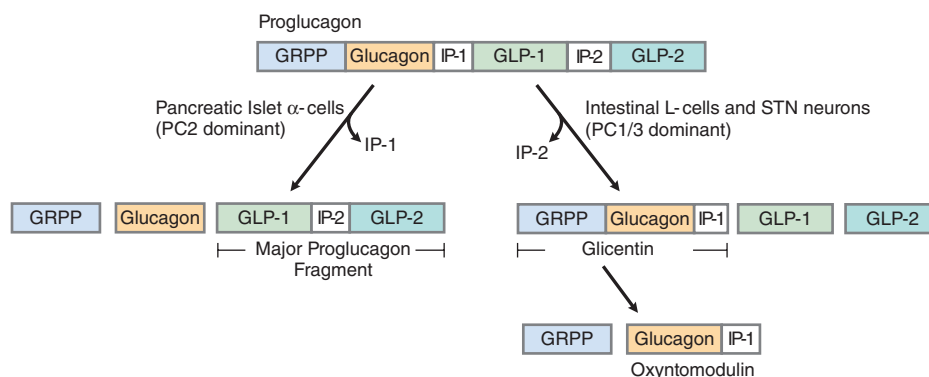 Proglucagon
GRPP Glucagon IP-1 GLP-1 IP-2 GLP-2
Pancreatic Islet α-cells
(PC2 dominant)
IP-1
Intestinal L-cells and STN neurons
(PC1/3 dominant)
IP-2
GRPP Glucagon GLP-1 IP-2 GLP-2
Major Proglucagon
Fragment
GRPP Glucagon IP-1 GLP-1 GLP-2
Glicentin
GRPP Glucagon IP-1
Oxyntomodulin